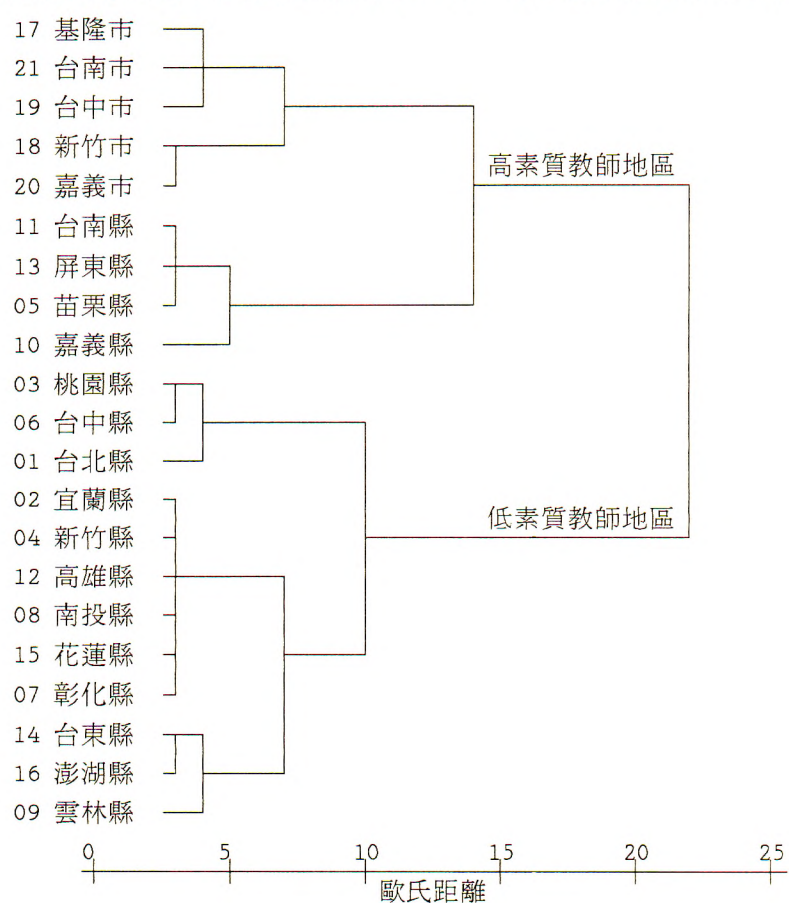 17 基隆市
21 台南市
19 台中市
18 新竹市
高素質教師地區
20 嘉義市
11 台南縣
13 屏東縣
05 苗栗縣
10 嘉義縣
03 桃園縣
06 台中縣
01 台北縣
02 宜蘭縣
低素質教師地區
04 新竹縣
12 高雄縣
08 南投縣
15 花蓮縣
07 彰化縣
14 台東縣
16 澎湖縣
09 雲林縣
0 5 10 15 20 25
歐氏距離